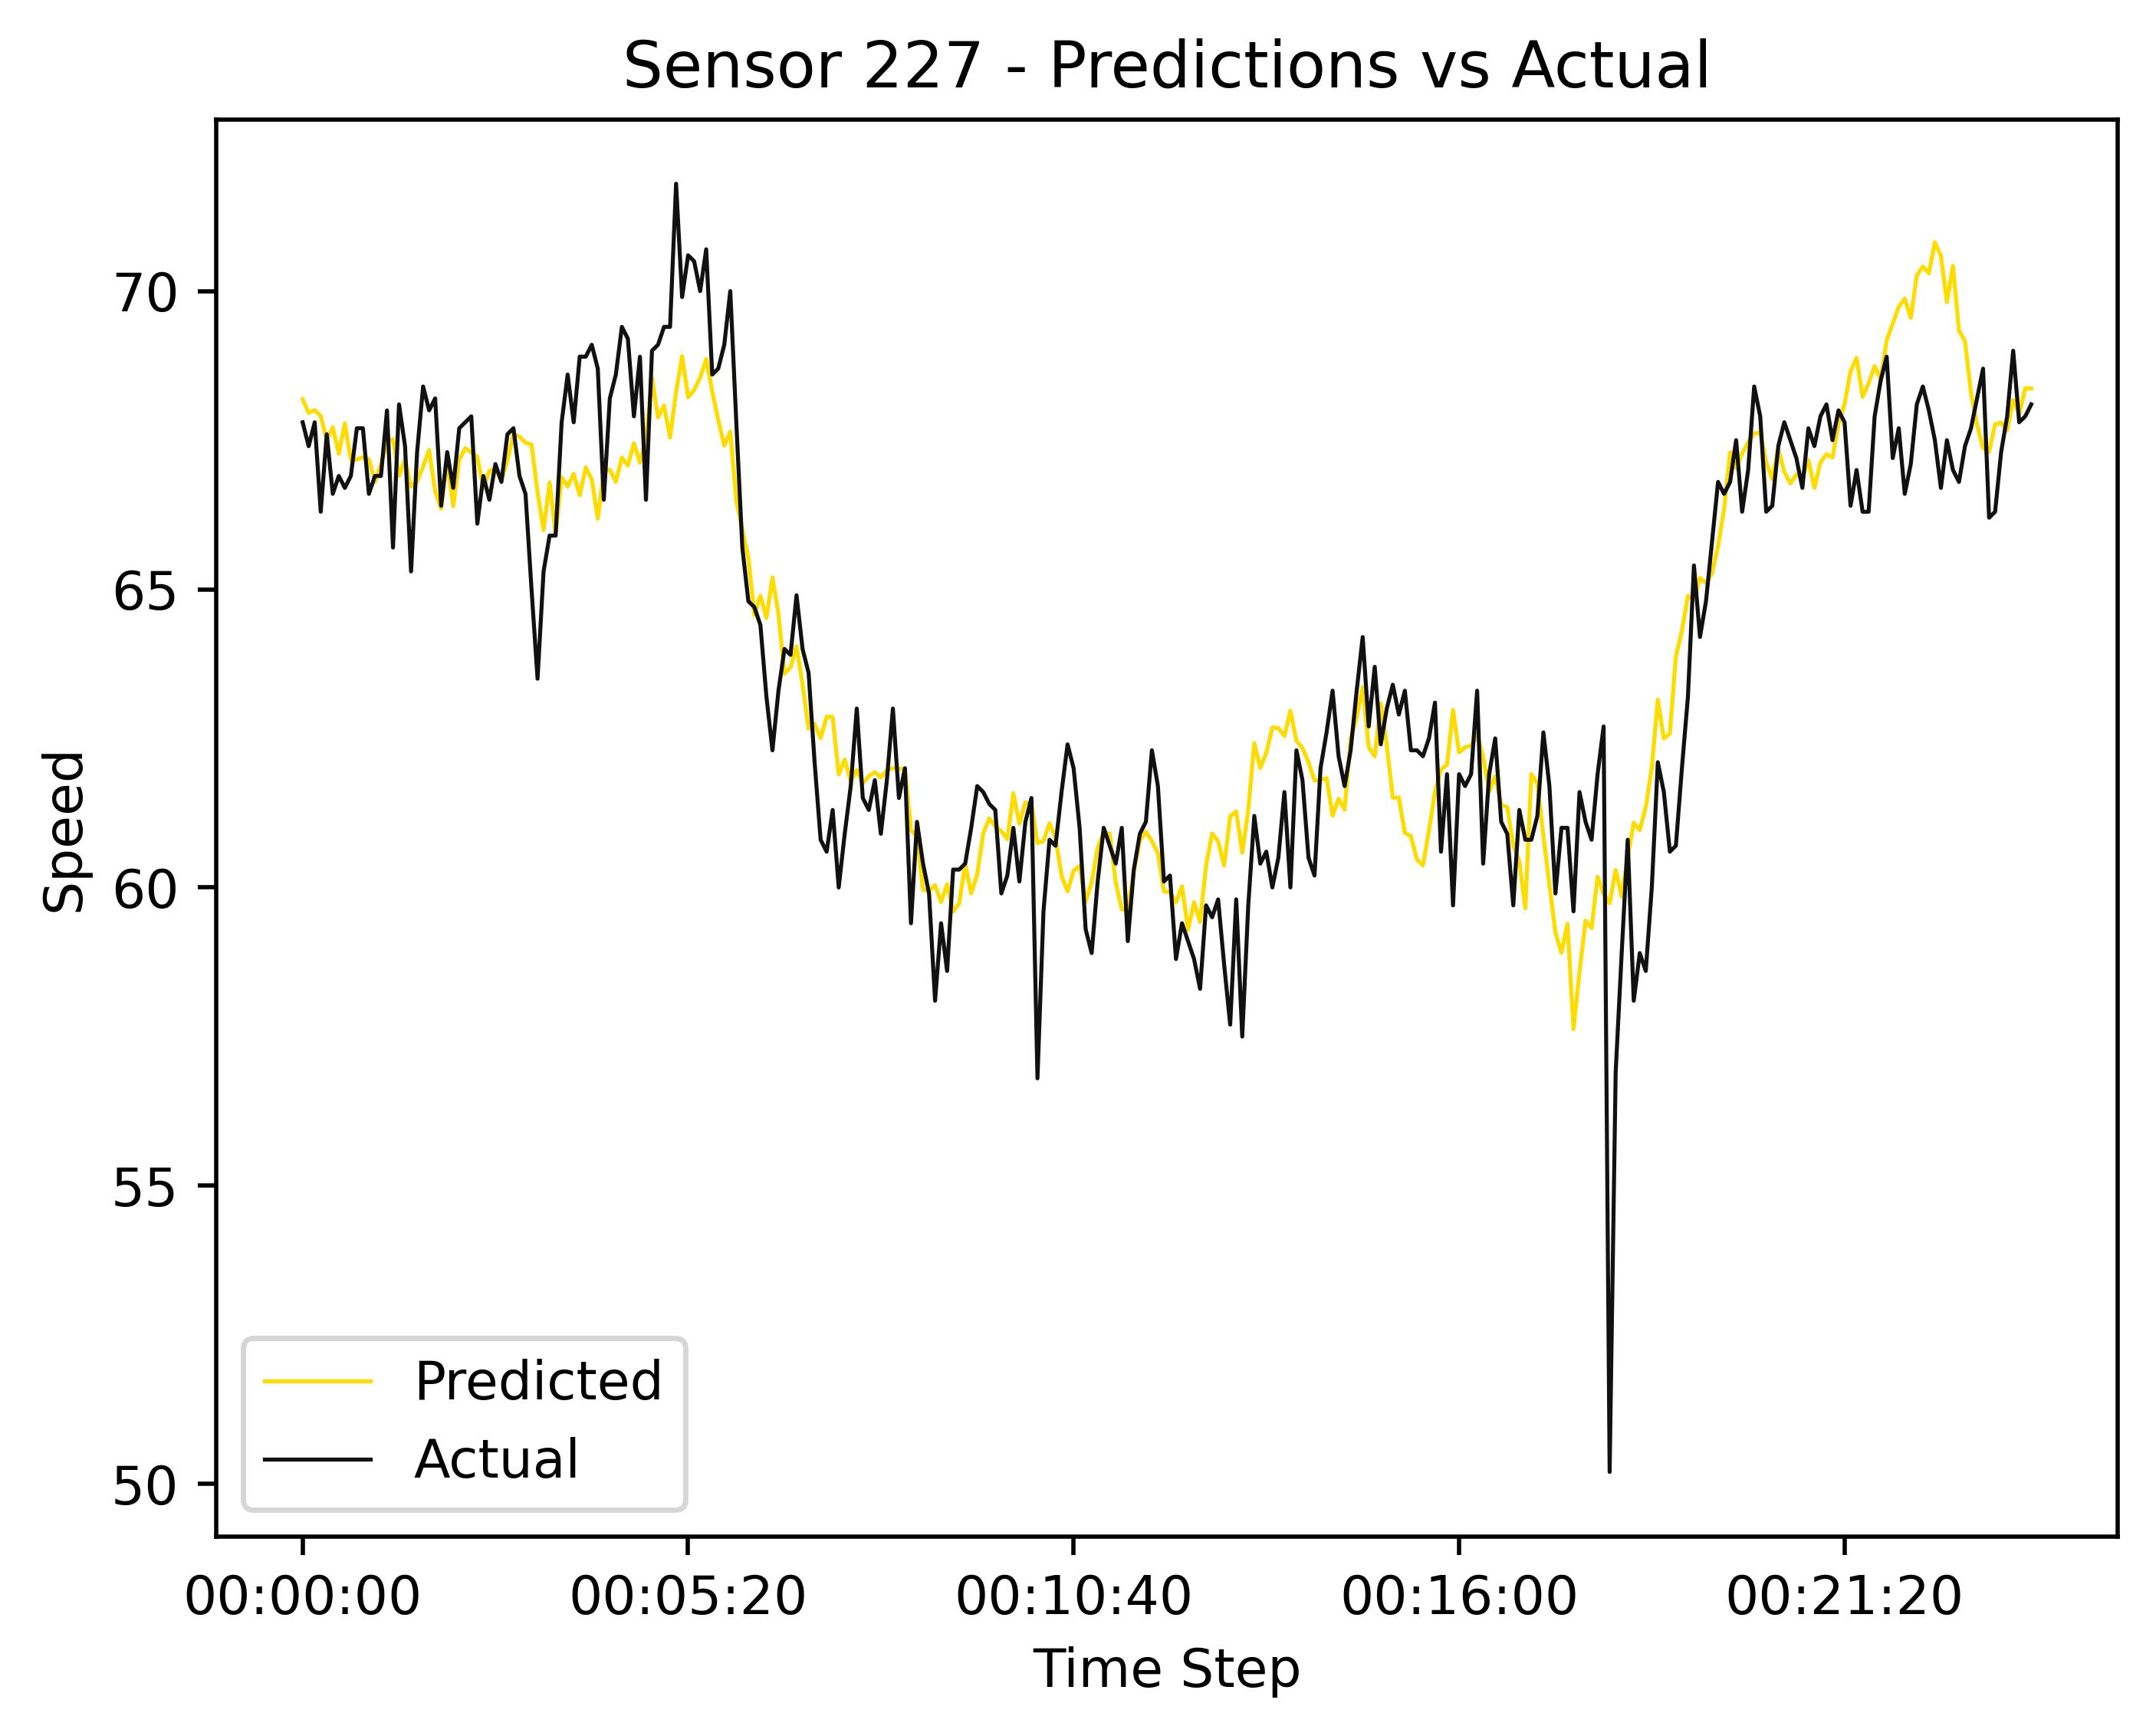 Sensor 227 - Predictions vs Actual
70
65
60
55
50
Speed
Predicted
Actual
00:00:00 00:05:20 00:10:40 00:16:00 00:21:20
Time Step